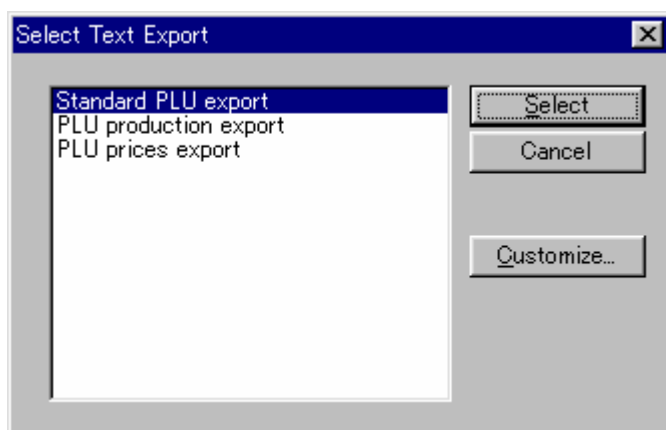 Select Text Export
Standard PLU export
PLU production export
PLU prices export
Select
Cancel
Customize...